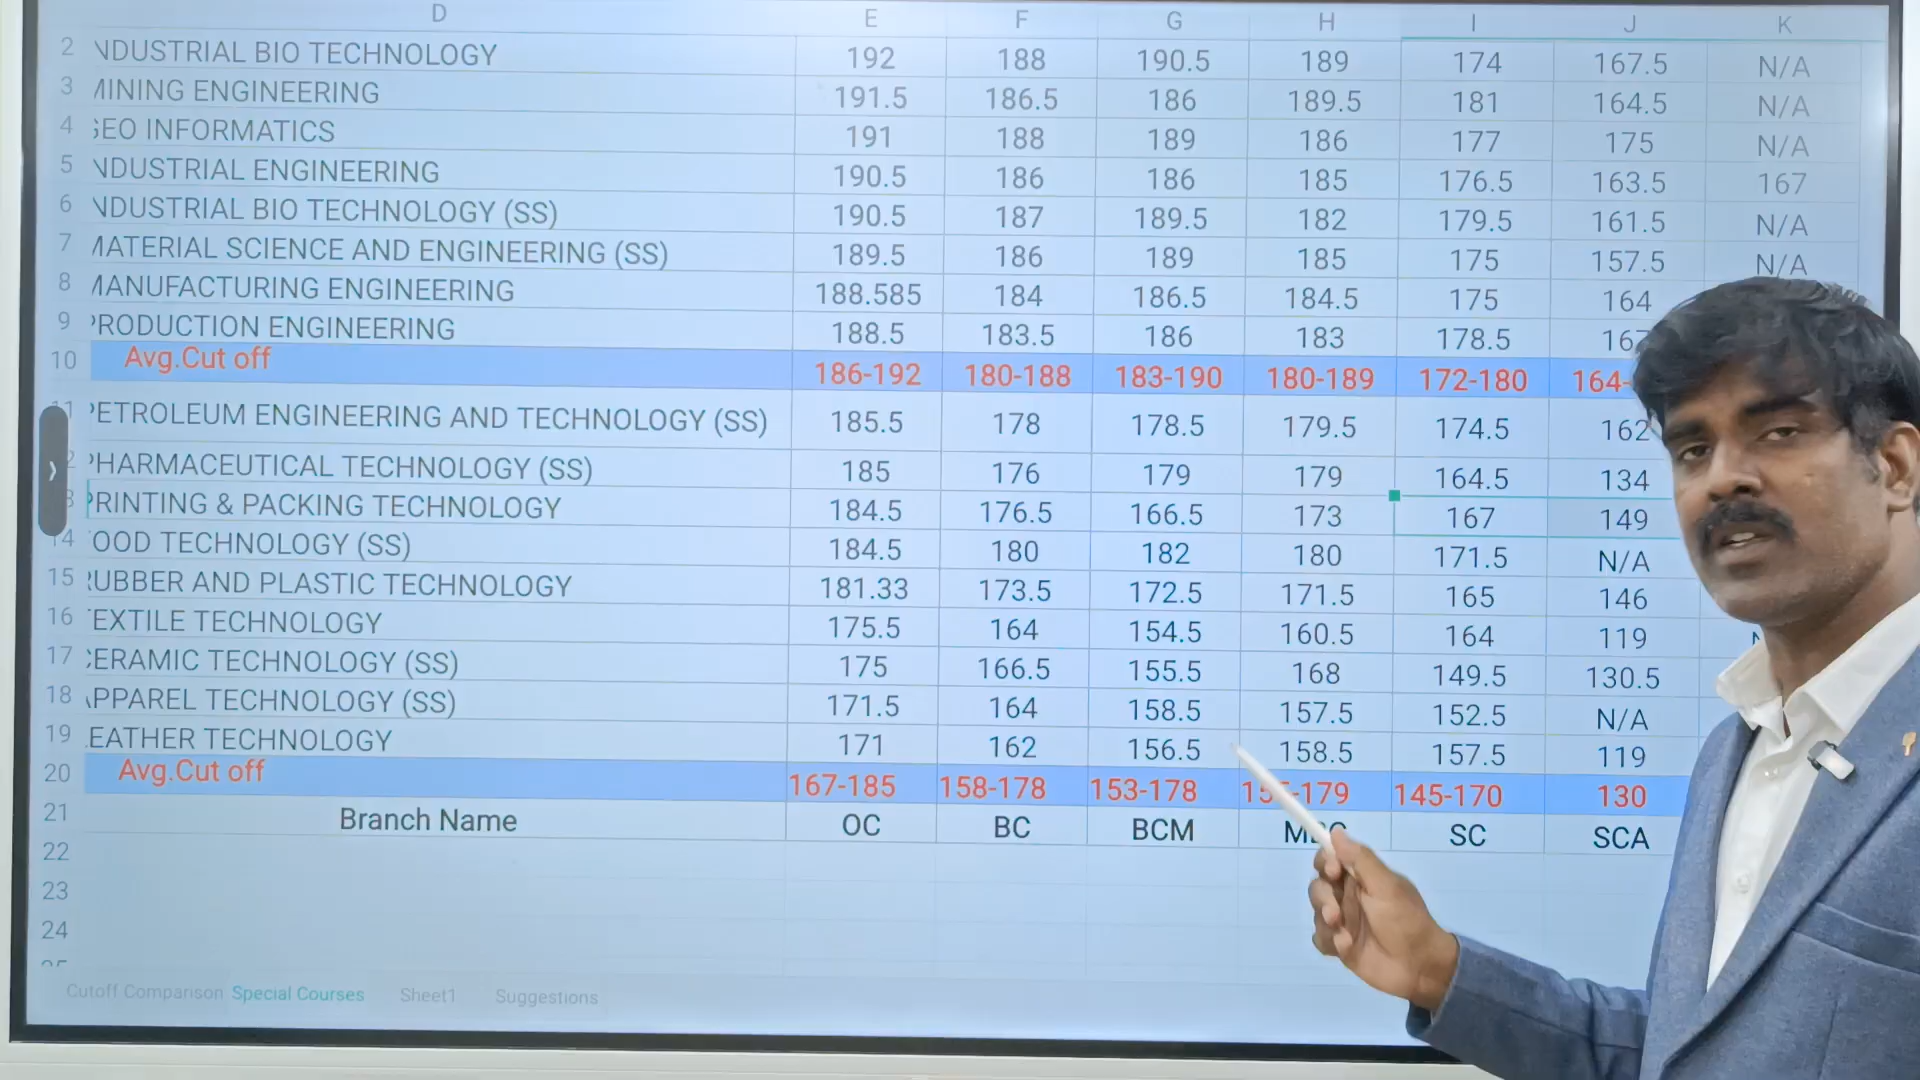 D E F G H I J K
2 NDUSTRIAL BIO TECHNOLOGY 192 188 190.5 189 174 167.5 N/A
3 MINING ENGINEERING 191.5 186.5 186 189.5 181 164.5 N/A
4 GEO INFORMATICS 191 188 189 186 177 175 N/A
5 NDUSTRIAL ENGINEERING 190.5 186 186 185 176.5 163.5 167
6 NDUSTRIAL BIO TECHNOLOGY (SS) 190.5 187 189.5 182 179.5 161.5 N/A
7 MATERIAL SCIENCE AND ENGINEERING (SS) 189.5 186 189 185 175 157.5 N/A
8 MANUFACTURING ENGINEERING 188.585 184 186.5 184.5 175 164
9 PRODUCTION ENGINEERING 188.5 183.5 186 183 178.5 16
10 Avg.Cut off 186-192 180-188 183-190 180-189 172-180 164-
PETROLEUM ENGINEERING AND TECHNOLOGY (SS) 185.5 178 178.5 179.5 174.5 162
PHARMACEUTICAL TECHNOLOGY (SS) 185 176 179 179 164.5 134
PRINTING & PACKING TECHNOLOGY 184.5 176.5 166.5 173 167 149
14 OOD TECHNOLOGY (SS) 184.5 180 182 180 171.5 N/A
15 RUBBER AND PLASTIC TECHNOLOGY 181.33 173.5 172.5 171.5 165 146
16 TEXTILE TECHNOLOGY 175.5 164 154.5 160.5 164 119
17 CERAMIC TECHNOLOGY (SS) 175 166.5 155.5 168 149.5 130.5
18 APPAREL TECHNOLOGY (SS) 171.5 164 158.5 157.5 152.5 N/A
19 EATHER TECHNOLOGY 171 162 156.5 158.5 157.5 119
20 Avg.Cut off 167-185 158-178 153-178 145-170 130
21 Branch Name OC BC BCM SC SCA
22
23
24
Cutoff Comparison Special Courses Sheet1 Suggestions